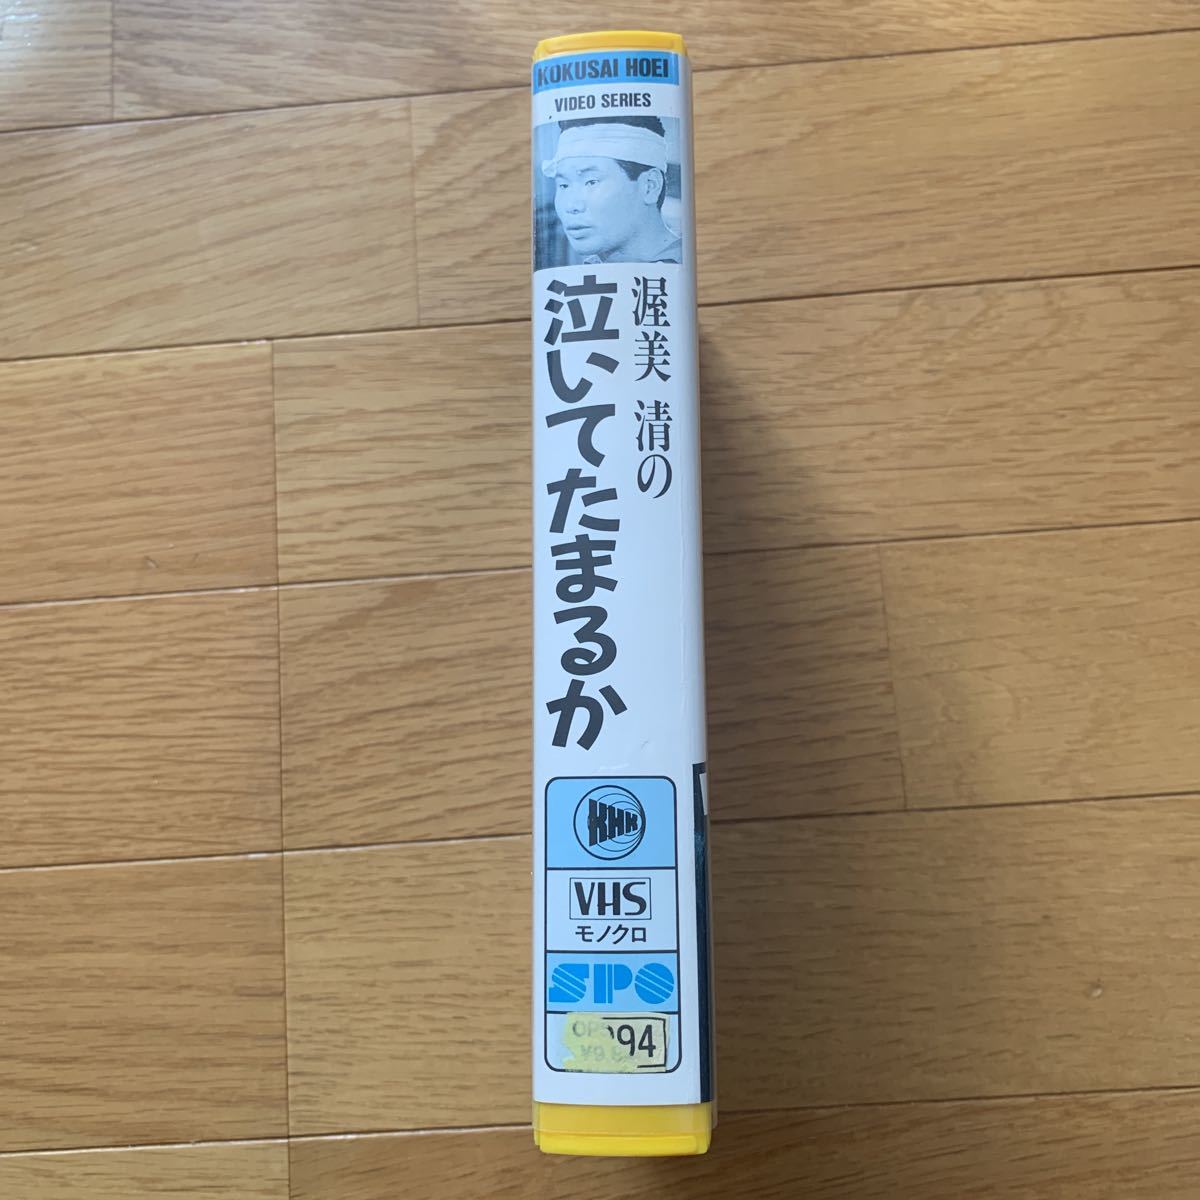 KOKUSAI HOEI
VIDEO SERIES
渥美 清の
泣いてたまるか
KHK
VHS
モノクロ
SPO
94